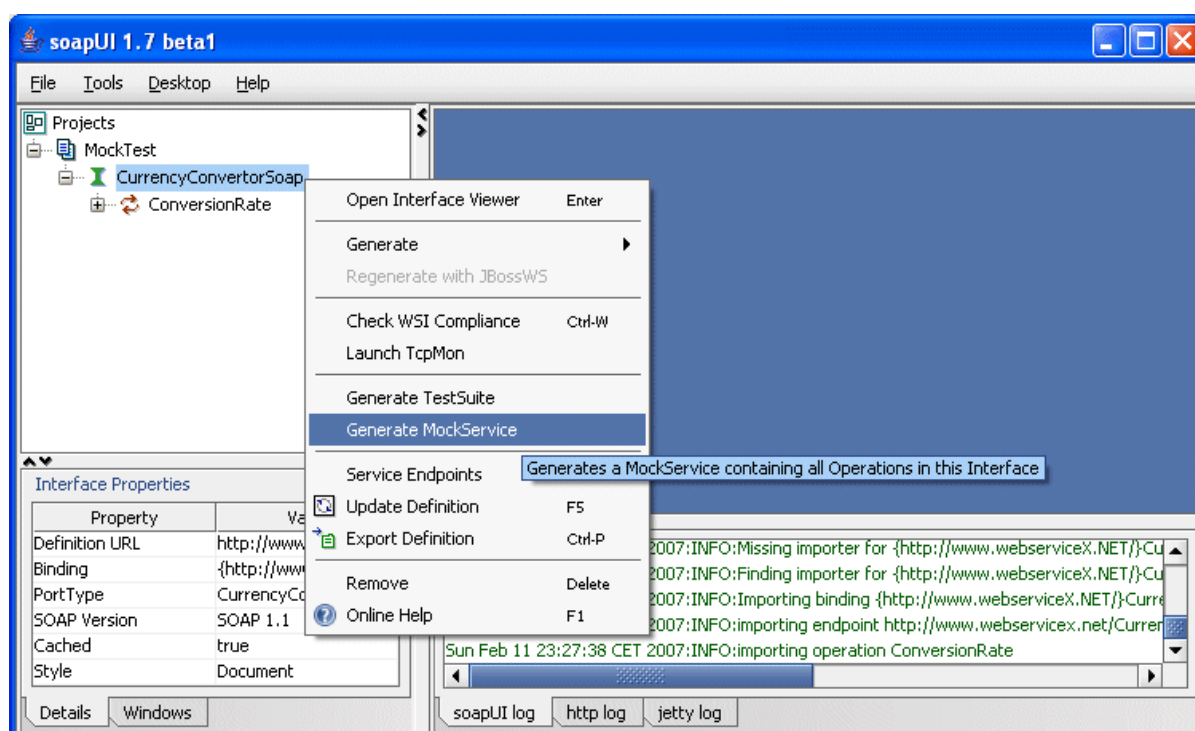 soapUI 1.7 beta1
File Tools Desktop Help
Projects
MockTest
CurrencyConvertorSoap
ConversionRate
Open Interface Viewer Enter
Generate
Regenerate with JBossWS
Check WSI Compliance Ctrl-W
Launch TcpMon
Generate TestSuite
Generate MockService
Generates a MockService containing all Operations in this Interface
Service Endpoints
Update Definition F5
Export Definition Ctrl-P
Remove Delete
Online Help F1
Interface Properties
Property Va
Definition URL http://www
Binding {http://ww
PortType CurrencyCo
SOAP Version SOAP 1.1
Cached true
Style Document
2007:INFO:Missing importer for {http://www.webserviceX.NET/}Cu
2007:INFO:Finding importer for {http://www.webserviceX.NET/}Cu
2007:INFO:Importing binding {http://www.webserviceX.NET/}Curre
2007:INFO:importing endpoint http://www.webservicex.net/Curren
Sun Feb 11 23:27:38 CET 2007:INFO:importing operation ConversionRate
Details Windows
soapUI log http log jetty log